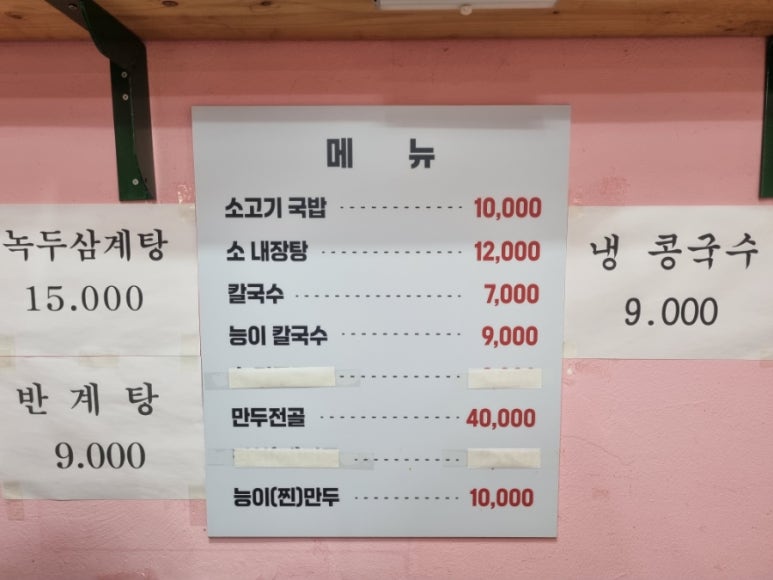 메 뉴
소고기 국밥 10,000
소 내장탕 12,000
칼국수 7,000
능이 칼국수 9,000
만두전골 40,000
능이(찐)만두 10,000
녹두삼계탕
15.000
반 계 탕
9.000
냉 콩국수
9.000